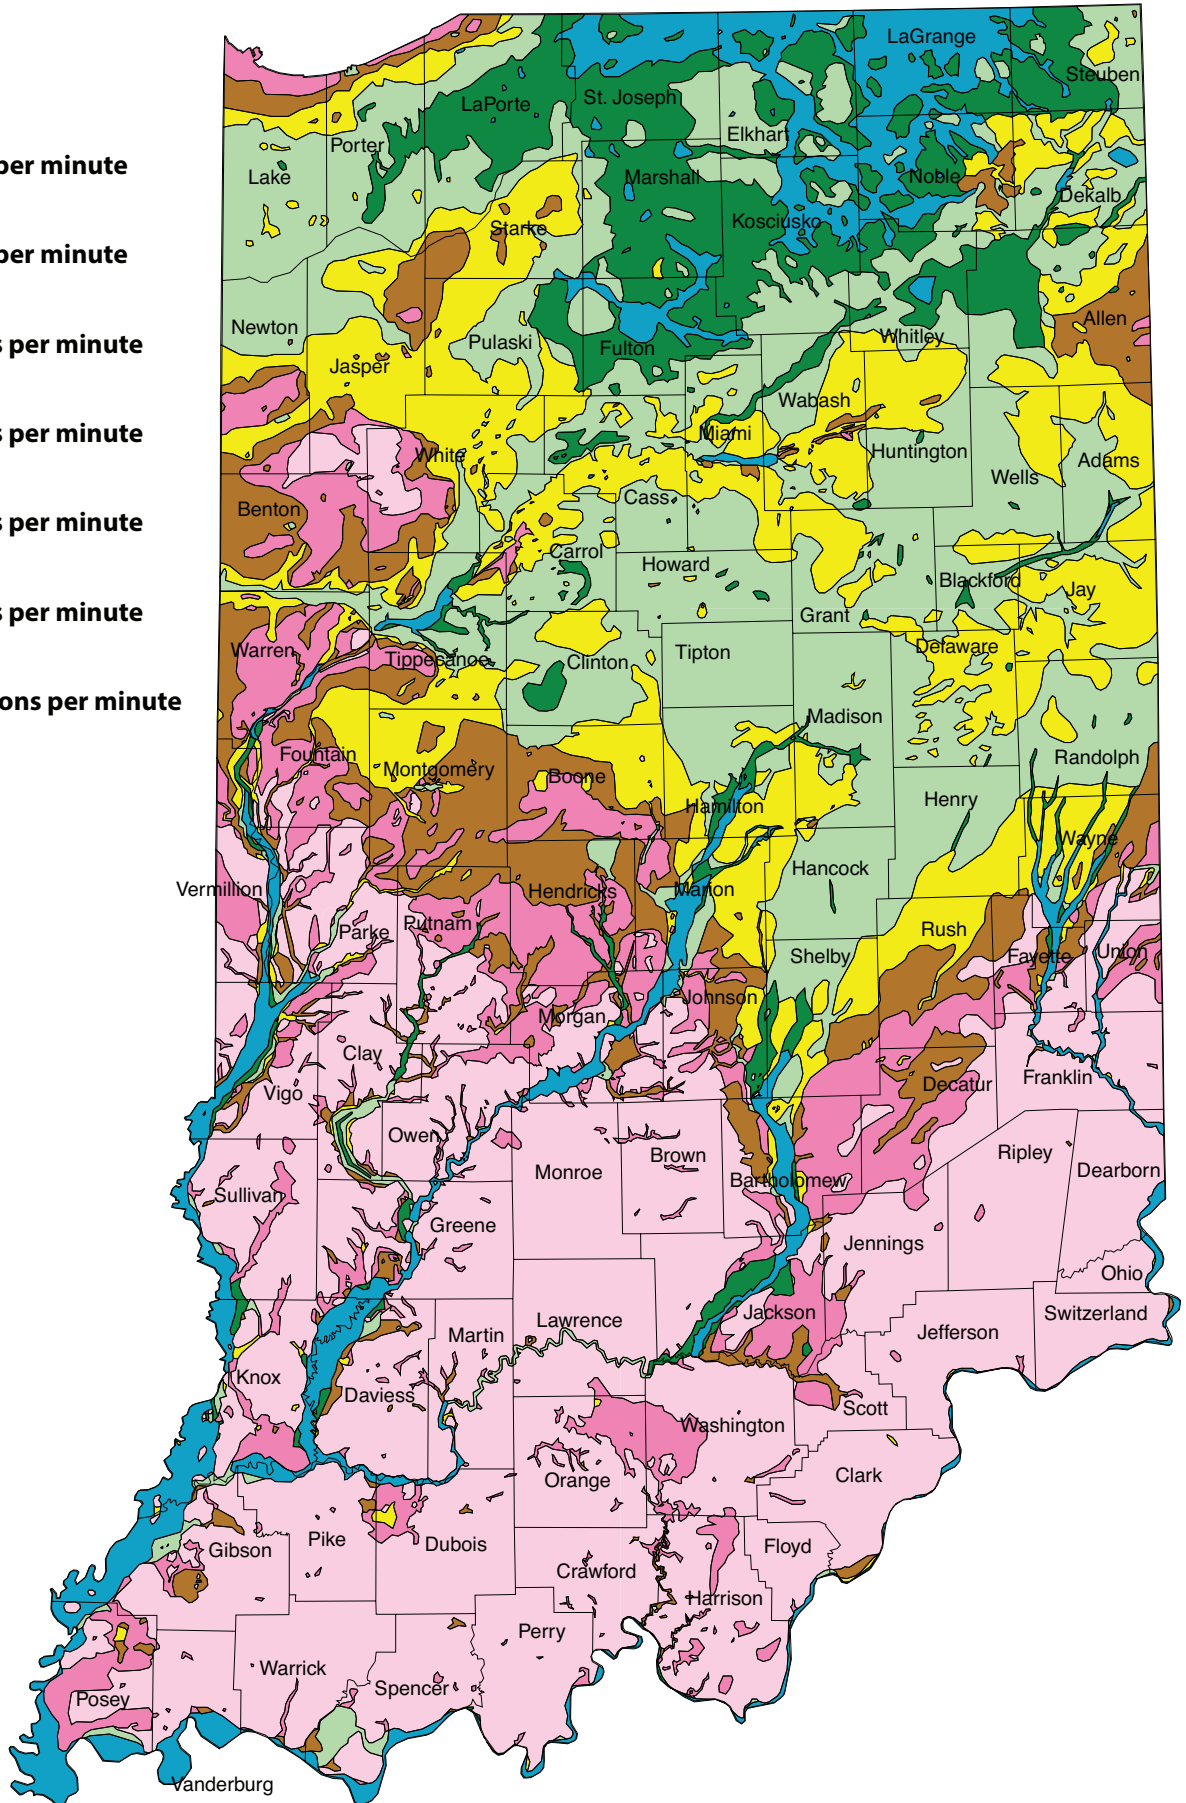 per minute
per minute
s per minute
s per minute
s per minute
s per minute
ons per minute
LaGrange
Steuben
St. Joseph
LaPorte
Elkhart
Porter
Lake
Marshall
Noble
Dekalb
Kosciusko
Starke
Newton
Allen
Whitley
Pulaski
Fulton
Jasper
Wabash
Miami
White
Huntington
Adams
Wells
Cass
Benton
Carrol
Howard
Blackford
Jay
Grant
Warren
Delaware
Tippecanoe
Clinton
Tipton
Madison
Fountain
Randolph
Montgomery
Boone
Henry
Hamilton
Wayne
Hancock
Vermillion
Hendricks
Marion
Putnam
Parke
Rush
Shelby
Fayette
Union
Johnson
Morgan
Clay
Franklin
Decatur
Vigo
Owen
Ripley
Brown
Monroe
Dearborn
Bartholomew
Sullivan
Greene
Jennings
Ohio
Jackson
Switzerland
Lawrence
Martin
Jefferson
Knox
Daviess
Scott
Washington
Clark
Orange
Pike
Dubois
Floyd
Gibson
Crawford
Harrison
Perry
Warrick
Spencer
Posey
Vanderburg